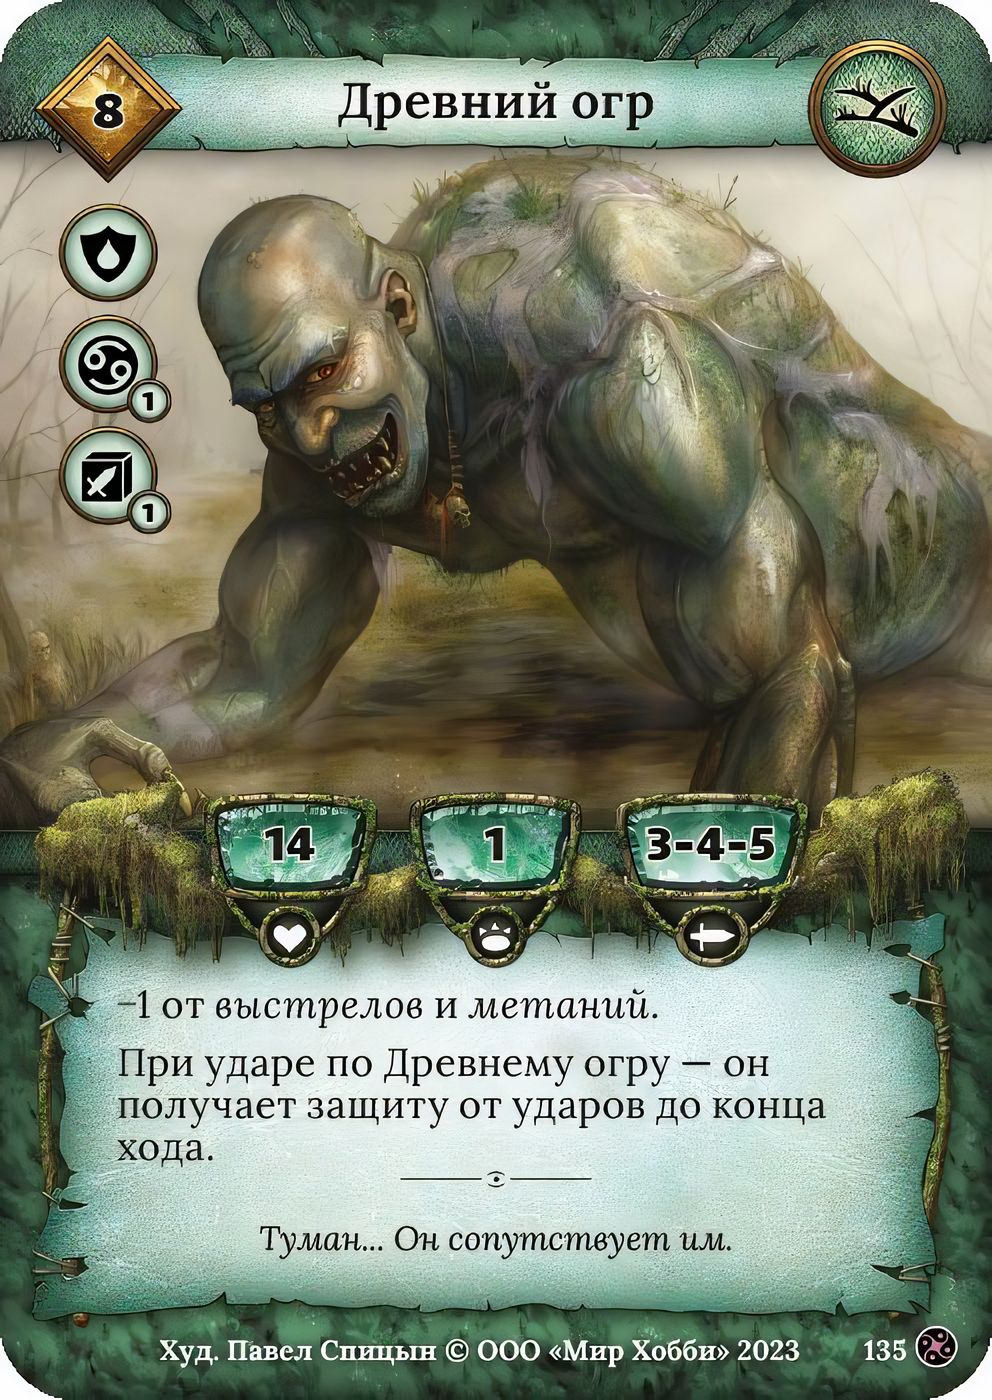 8
Древний огр
1
1
14
1
3-4-5
–1 от выстрелов и метаний.
При ударе по Древнему огру — он
получает защиту от ударов до конца
хода.
Туман... Он сопутствует им.
Худ. Павел Спицын © ООО «Мир Хобби» 2023
135